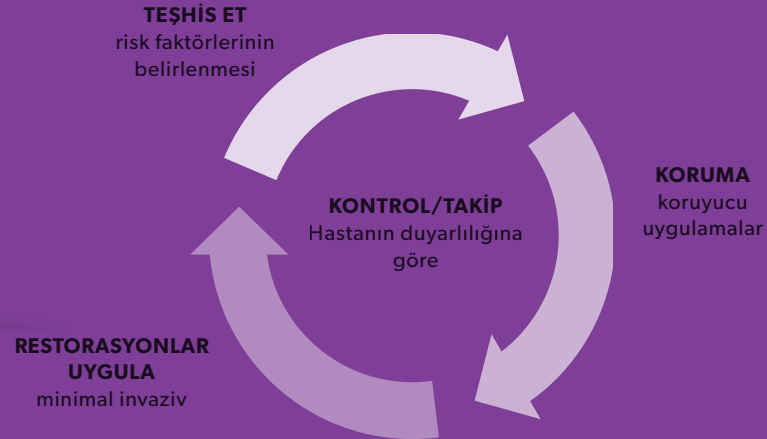 TEŞHİS ET
risk faktörlerinin
belirlenmesi
KORUMA
koruyucu
uygulamalar
KONTROL/TAKİP
Hastanın duyarlılığına
göre
RESTORASYONLAR
UYGULA
minimal invaziv